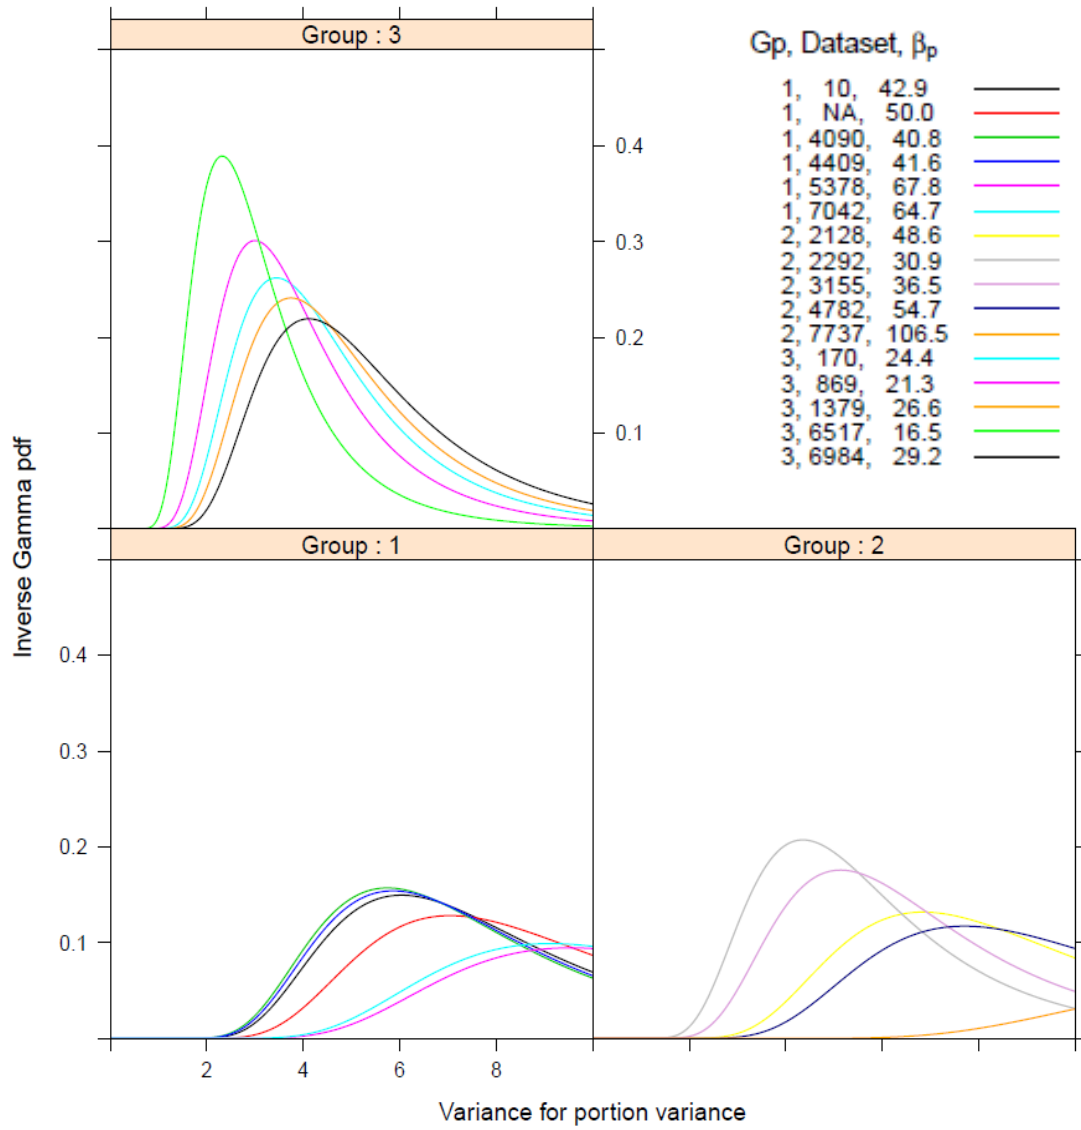 Group : 3
Gp, Dataset, βp
1, 10, 42.9
1, NA, 50.0
1, 4090, 40.8
1, 4409, 41.6
1, 5378, 67.8
1, 7042, 64.7
2, 2128, 48.6
2, 2292, 30.9
2, 3155, 36.5
2, 4782, 54.7
2, 7737, 106.5
3, 170, 24.4
3, 869, 21.3
3, 1379, 26.6
3, 6517, 16.5
3, 6984, 29.2
0.4
0.3
0.2
0.1
Inverse Gamma pdf
Group : 1
Group : 2
0.4
0.3
0.2
0.1
2 4 6 8
Variance for portion variance